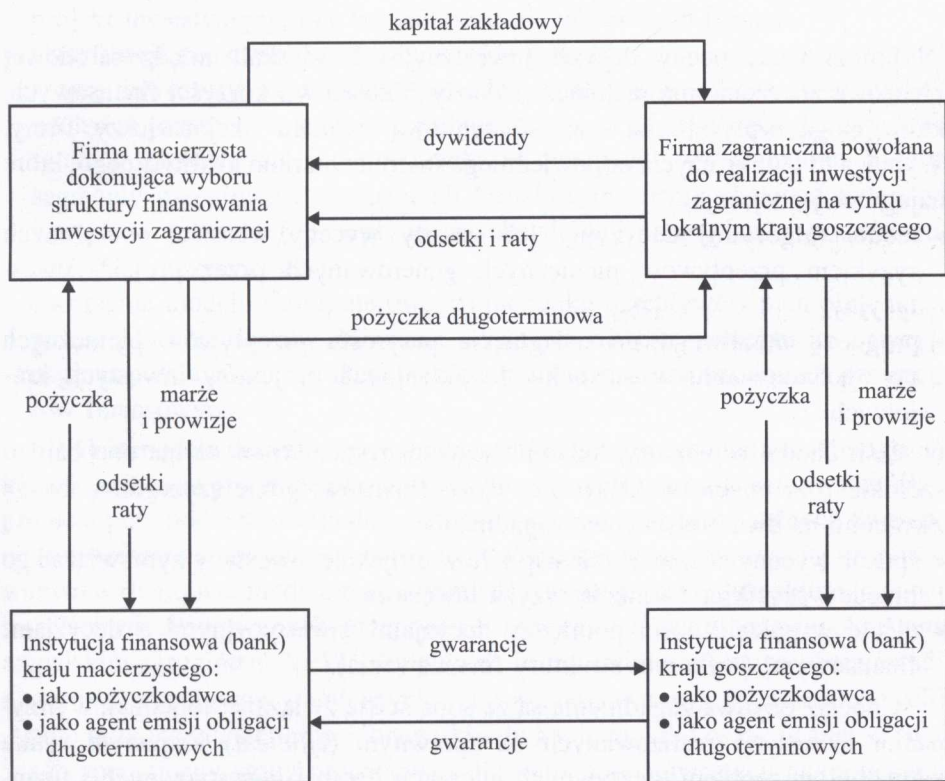 kapitał zakładowy
Firma nacierzysta
dokonująca wyboru
struktury finansowania
inwestycji zagranicznej
dywidendy
odsetki i raty
pożyczka długoterminowa
Firma zagraniczna powołana
do realizacji inwestycji
zagranicznej na rynku
lokalnym kraju goszczącego
pożyczka
marże
i prowizje
odsetki
raty
pożyczka
marże
i prowizje
odsetki
raty
Instytucja finansowa (bank)
kraju macierzystego:
● jako pożyczkodawca
● jako agent emisji obligacji
długoterminowych
gwarancje
gwarancje
Instytucja finansowa (bank)
kraju goszczącego:
● jako pożyczkodawca
● jako agent emisji obligacji
długoterminowych